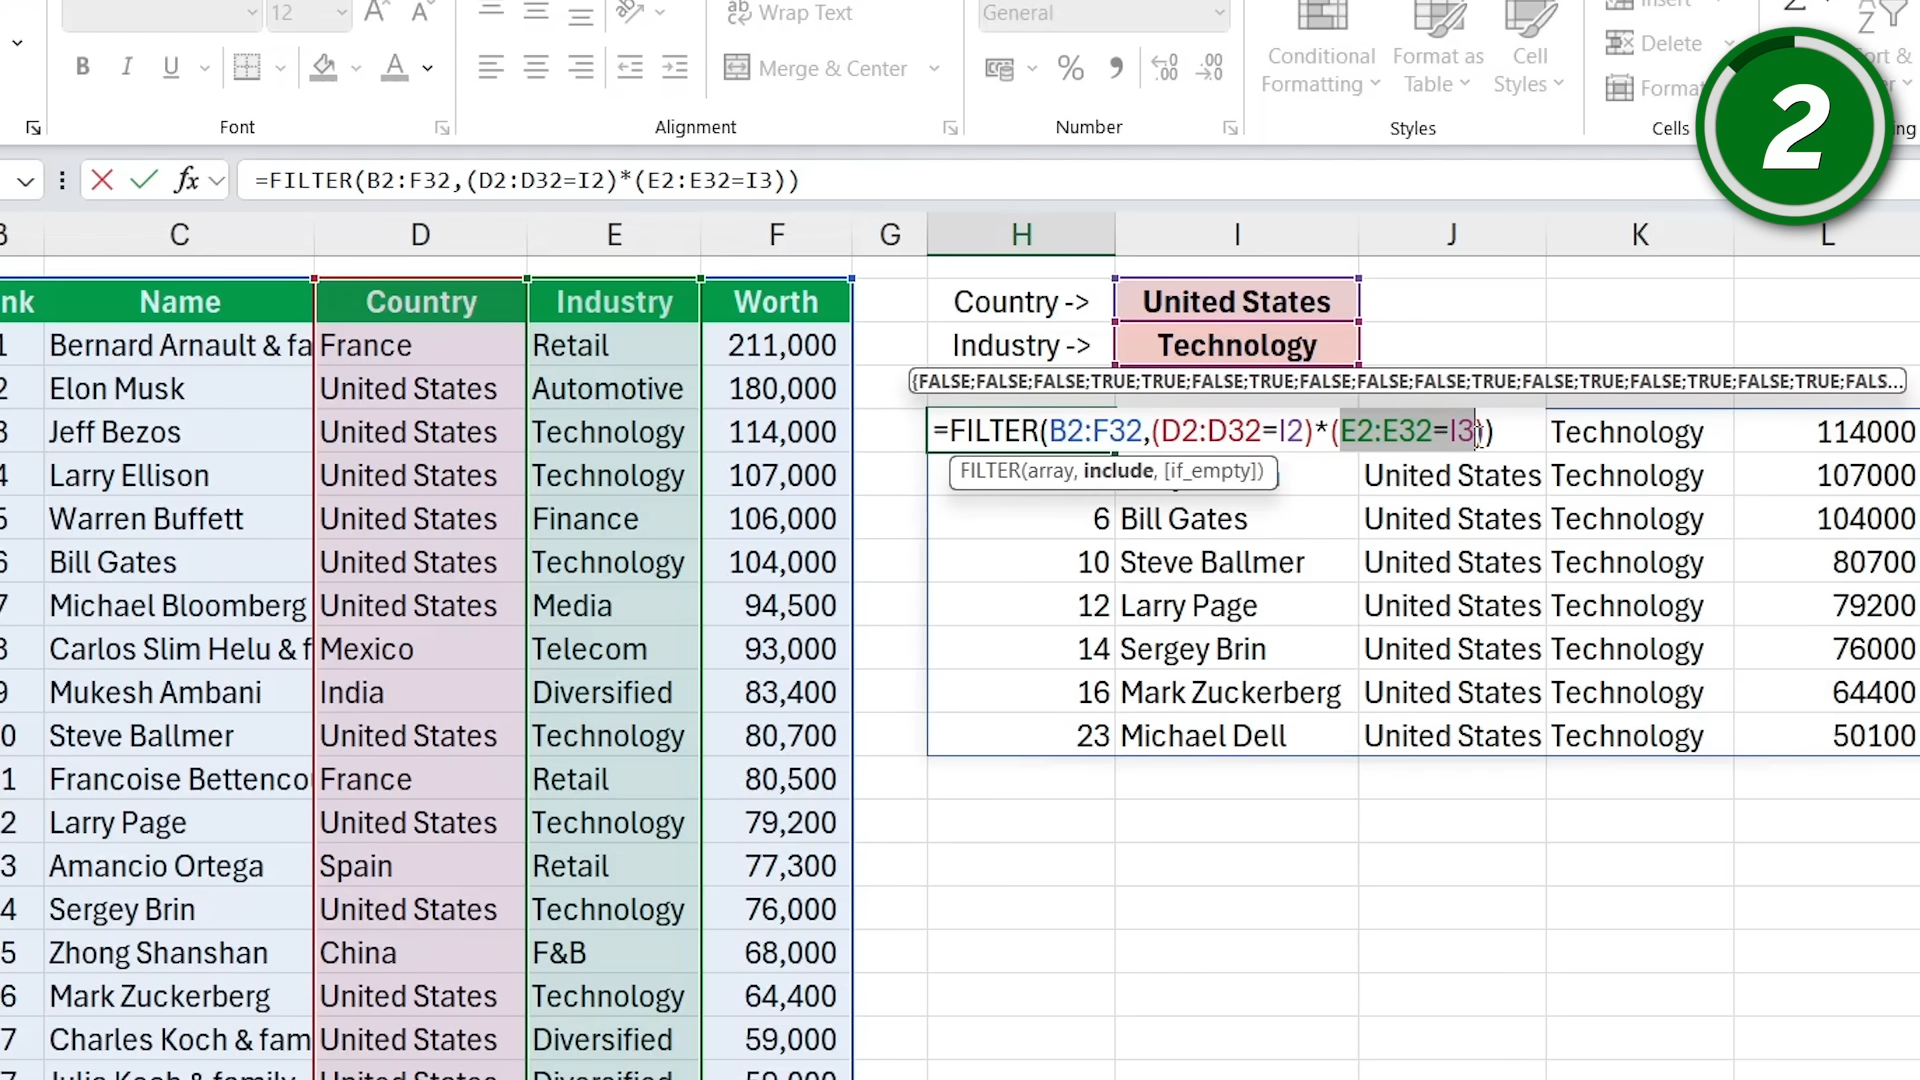 12
Wrap Text
General
Insert
B I U
Merge & Center
%
Conditional Formatting
Format as Table
Cell Styles
Delete
Format
Font
Alignment
Number
Styles
Cells
2
fx =FILTER(B2:F32,(D2:D32=I2)*(E2:E32=I3))
C D E F G H I J K L
nk Name Country Industry Worth
Country -> United States
1 Bernard Arnault & fa France Retail 211,000
Industry -> Technology
2 Elon Musk United States Automotive 180,000
{FALSE;FALSE;FALSE;TRUE;TRUE;FALSE;TRUE;FALSE;FALSE;FALSE;TRUE;FALSE;TRUE;FALSE;TRUE;FALSE;TRUE;FALS...
3 Jeff Bezos United States Technology 114,000
=FILTER(B2:F32,(D2:D32=I2)*(E2:E32=I3)) Technology 114000
4 Larry Ellison United States Technology 107,000
FILTER(array, include, [if_empty]) United States Technology 107000
5 Warren Buffett United States Finance 106,000
6 Bill Gates United States Technology 104000
6 Bill Gates United States Technology 104,000
10 Steve Ballmer United States Technology 80700
7 Michael Bloomberg United States Media 94,500
12 Larry Page United States Technology 79200
8 Carlos Slim Helu & f Mexico Telecom 93,000
14 Sergey Brin United States Technology 76000
9 Mukesh Ambani India Diversified 83,400
16 Mark Zuckerberg United States Technology 64400
0 Steve Ballmer United States Technology 80,700
23 Michael Dell United States Technology 50100
1 Francoise Bettenco France Retail 80,500
2 Larry Page United States Technology 79,200
3 Amancio Ortega Spain Retail 77,300
4 Sergey Brin United States Technology 76,000
5 Zhong Shanshan China F&B 68,000
6 Mark Zuckerberg United States Technology 64,400
7 Charles Koch & fam United States Diversified 59,000
7 Julia Koch & family United States Diversified 59,000